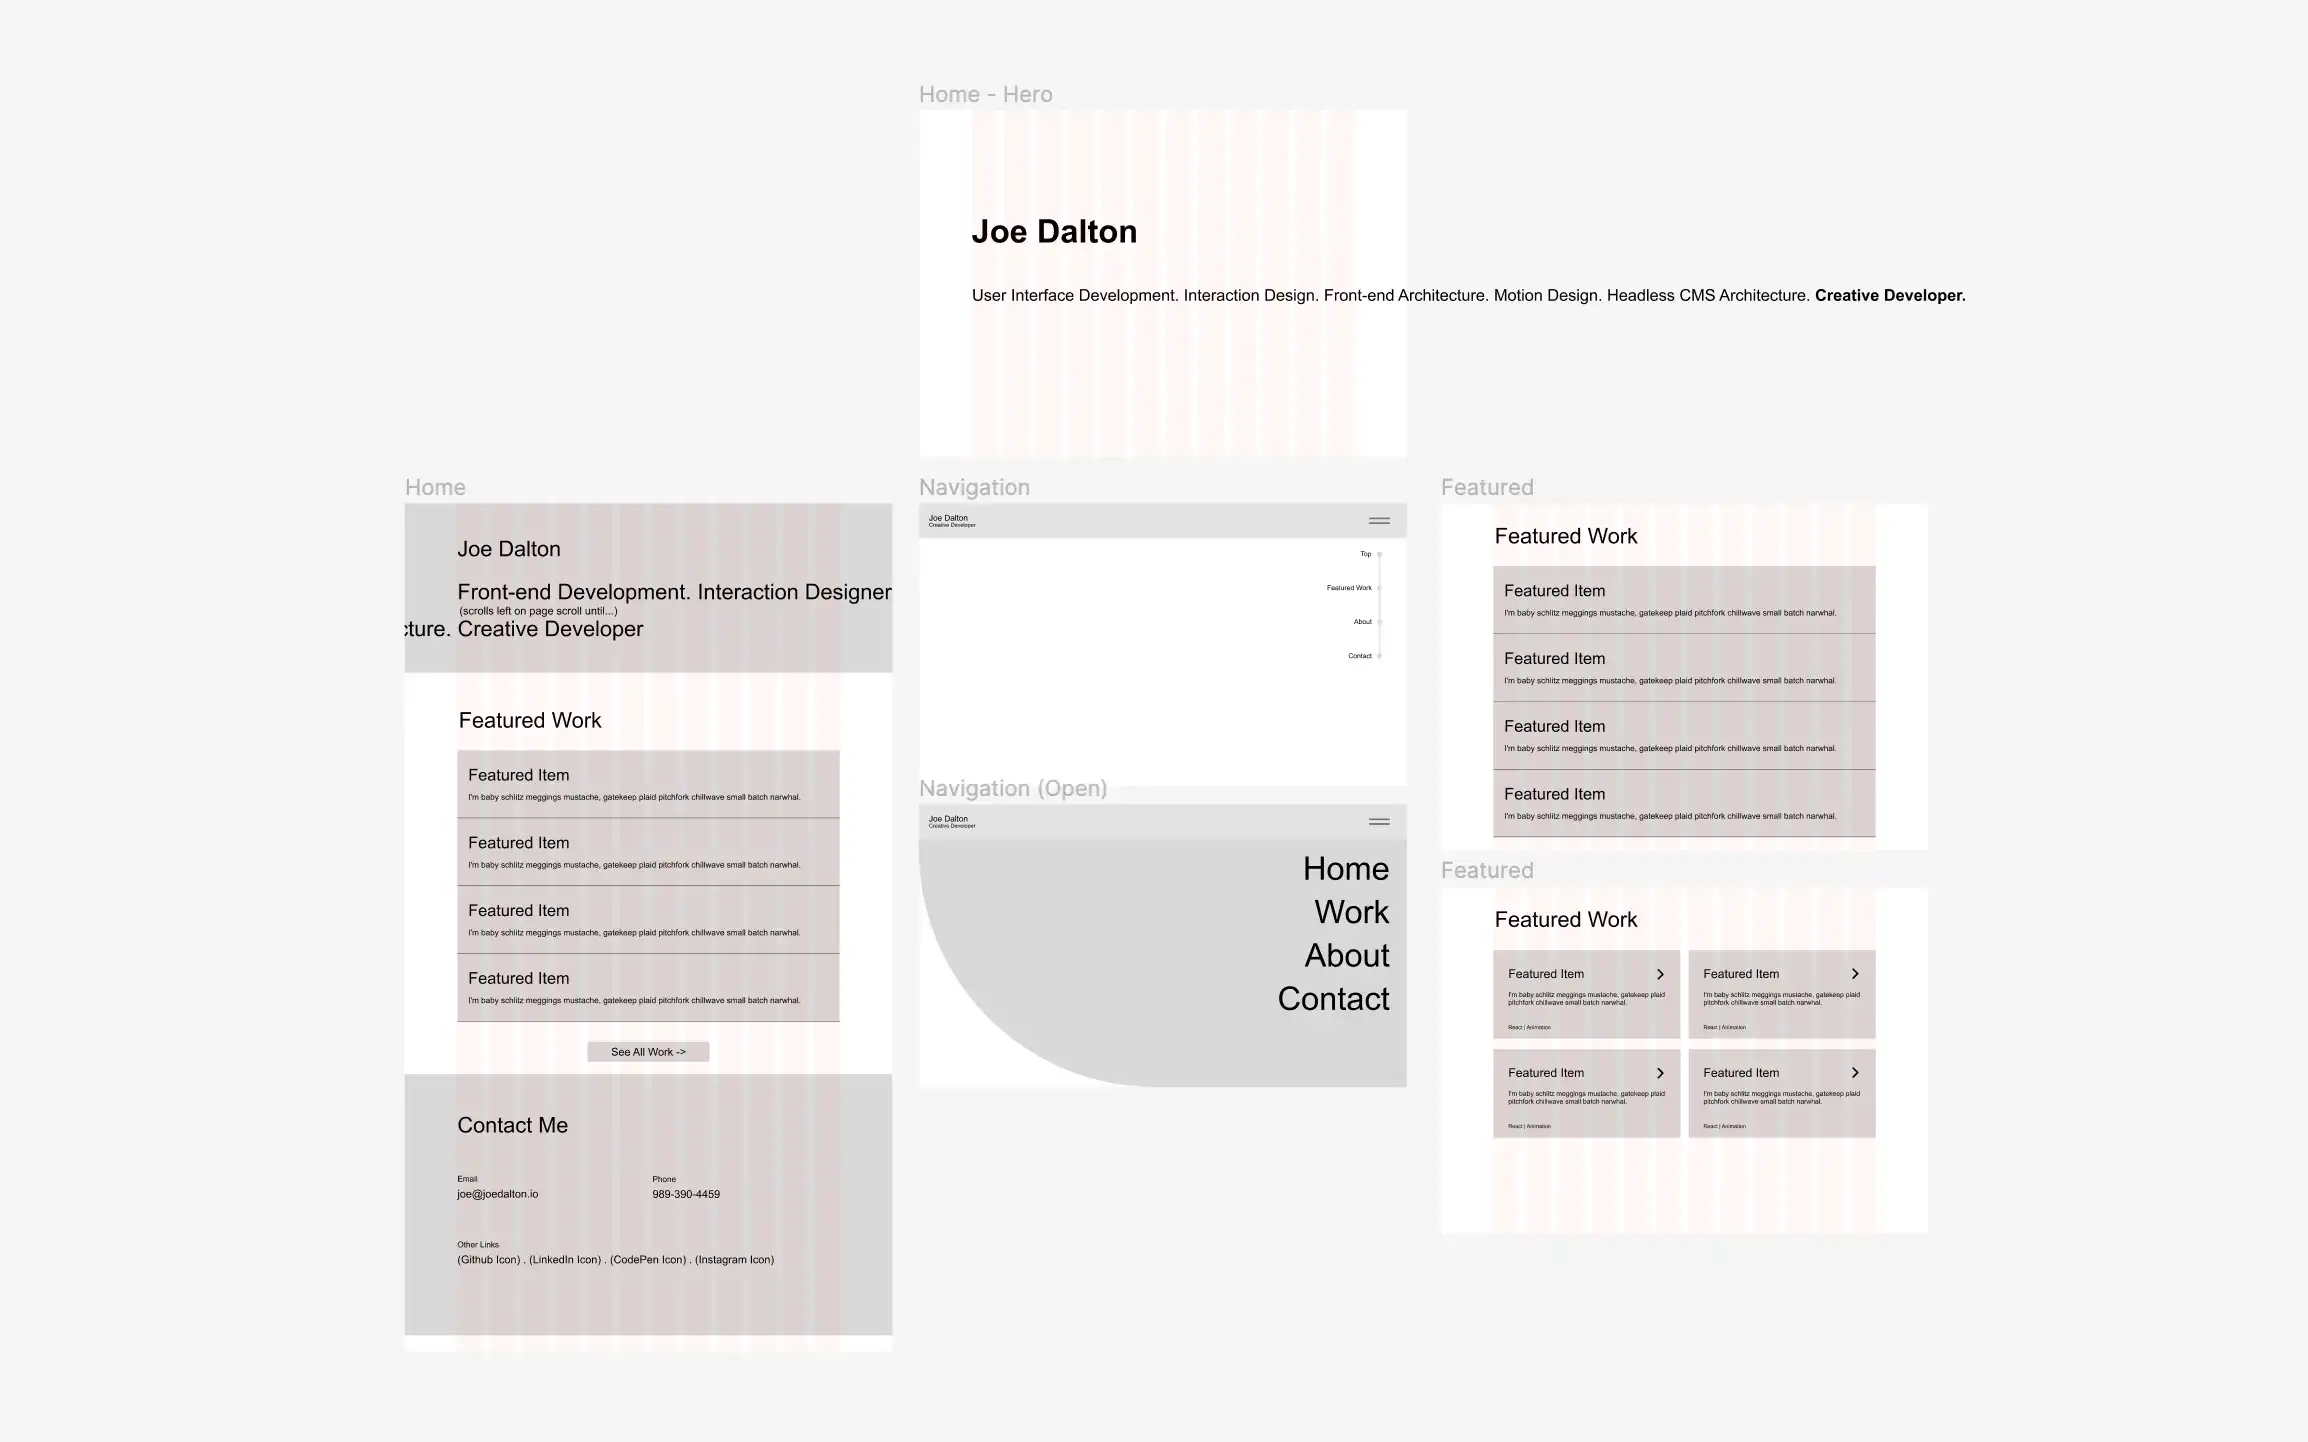 Home - Hero
Joe Dalton
User Interface Development. Interaction Design. Front-end Architecture. Motion Design. Headless CMS Architecture. Creative Developer.
Home
Joe Dalton
Front-end Development. Interaction Designer
(scrolls left on page scroll until...)
cture. Creative Developer
Featured Work
Featured Item
I'm baby schlitz meggings mustache, gatekeep plaid pitchfork chillwave small batch narwhal.
Featured Item
I'm baby schlitz meggings mustache, gatekeep plaid pitchfork chillwave small batch narwhal.
Featured Item
I'm baby schlitz meggings mustache, gatekeep plaid pitchfork chillwave small batch narwhal.
Featured Item
I'm baby schlitz meggings mustache, gatekeep plaid pitchfork chillwave small batch narwhal.
See All Work ->
Contact Me
Email
joe@joedalton.io
Phone
989-390-4459
Other Links
(Github Icon) . (LinkedIn Icon) . (CodePen Icon) . (Instagram Icon)
Navigation
Joe Dalton
Creative Developer
Top
Featured Work
About
Contact
Navigation (Open)
Joe Dalton
Creative Developer
Home
Work
About
Contact
Featured
Featured Work
Featured Item
I'm baby schlitz meggings mustache, gatekeep plaid pitchfork chillwave small batch narwhal.
Featured Item
I'm baby schlitz meggings mustache, gatekeep plaid pitchfork chillwave small batch narwhal.
Featured Item
I'm baby schlitz meggings mustache, gatekeep plaid pitchfork chillwave small batch narwhal.
Featured Item
I'm baby schlitz meggings mustache, gatekeep plaid pitchfork chillwave small batch narwhal.
Featured
Featured Work
Featured Item
I'm baby schlitz meggings mustache, gatekeep plaid
pitchfork chillwave small batch narwhal.
React | Animation
Featured Item
I'm baby schlitz meggings mustache, gatekeep plaid
pitchfork chillwave small batch narwhal.
React | Animation
Featured Item
I'm baby schlitz meggings mustache, gatekeep plaid
pitchfork chillwave small batch narwhal.
React | Animation
Featured Item
I'm baby schlitz meggings mustache, gatekeep plaid
pitchfork chillwave small batch narwhal.
React | Animation